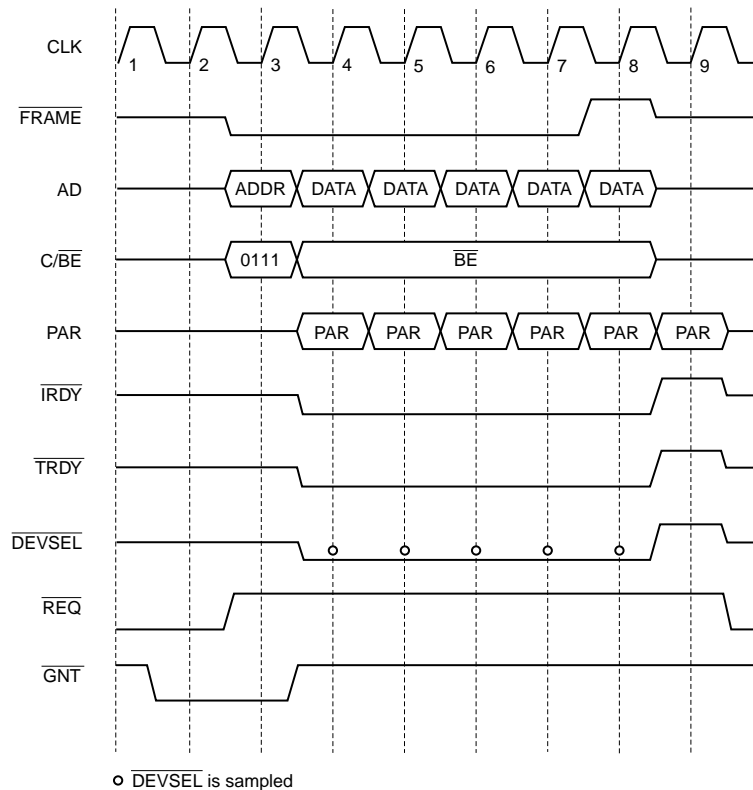 CLK
1 2 3 4 5 6 7 8 9
FRAME
AD
ADDR DATA DATA DATA DATA DATA
C/BE
0111 BE
PAR
PAR PAR PAR PAR PAR PAR
IRDY
TRDY
DEVSEL
REQ
GNT
DEVSEL is sampled